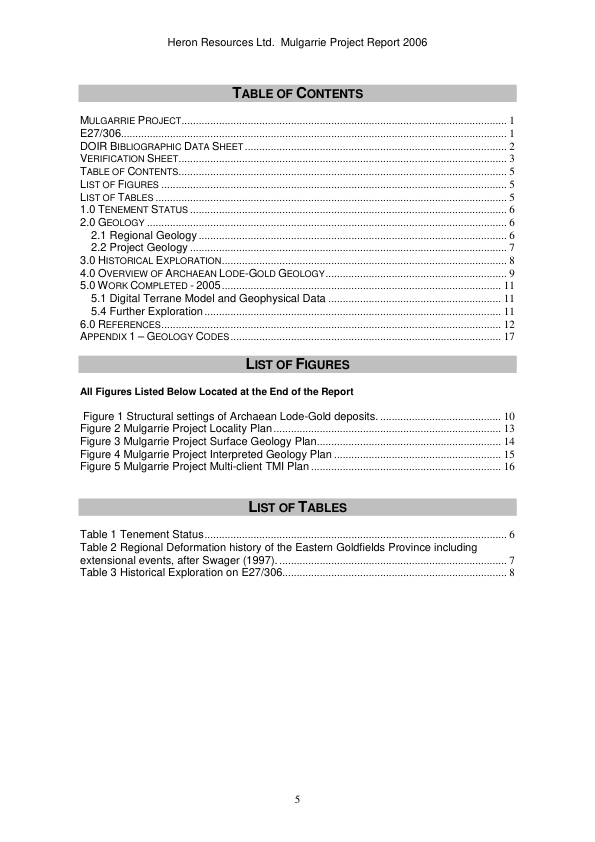 Heron Resources Ltd.  Mulgarrie Project Report 2006
TABLE OF CONTENTS
MULGARRIE PROJECT................................................................ 1
E27/306................................................................ 1
DOIR BIBLIOGRAPHIC DATA SHEET ................................................................ 2
VERIFICATION SHEET................................................................ 3
TABLE OF CONTENTS................................................................ 5
LIST OF FIGURES ................................................................ 5
LIST OF TABLES ................................................................ 5
1.0 TENEMENT STATUS ................................................................ 6
2.0 GEOLOGY ................................................................ 6
2.1 Regional Geology ................................................................ 6
2.2 Project Geology ................................................................ 7
3.0 HISTORICAL EXPLORATION................................................................ 8
4.0 OVERVIEW OF ARCHAEAN LODE-GOLD GEOLOGY................................................................ 9
5.0 WORK COMPLETED - 2005................................................................ 11
5.1 Digital Terrane Model and Geophysical Data ................................................................ 11
5.4 Further Exploration ................................................................ 11
6.0 REFERENCES................................................................ 12
APPENDIX 1 – GEOLOGY CODES................................................................ 17
LIST OF FIGURES
All Figures Listed Below Located at the End of the Report
Figure 1 Structural settings of Archaean Lode-Gold deposits. ................................................................ 10
Figure 2 Mulgarrie Project Locality Plan ................................................................ 13
Figure 3 Mulgarrie Project Surface Geology Plan................................................................ 14
Figure 4 Mulgarrie Project Interpreted Geology Plan ................................................................ 15
Figure 5 Mulgarrie Project Multi-client TMI Plan ................................................................ 16
LIST OF TABLES
Table 1 Tenement Status................................................................ 6
Table 2 Regional Deformation history of the Eastern Goldfields Province including
extensional events, after Swager (1997). ................................................................ 7
Table 3 Historical Exploration on E27/306................................................................ 8
5